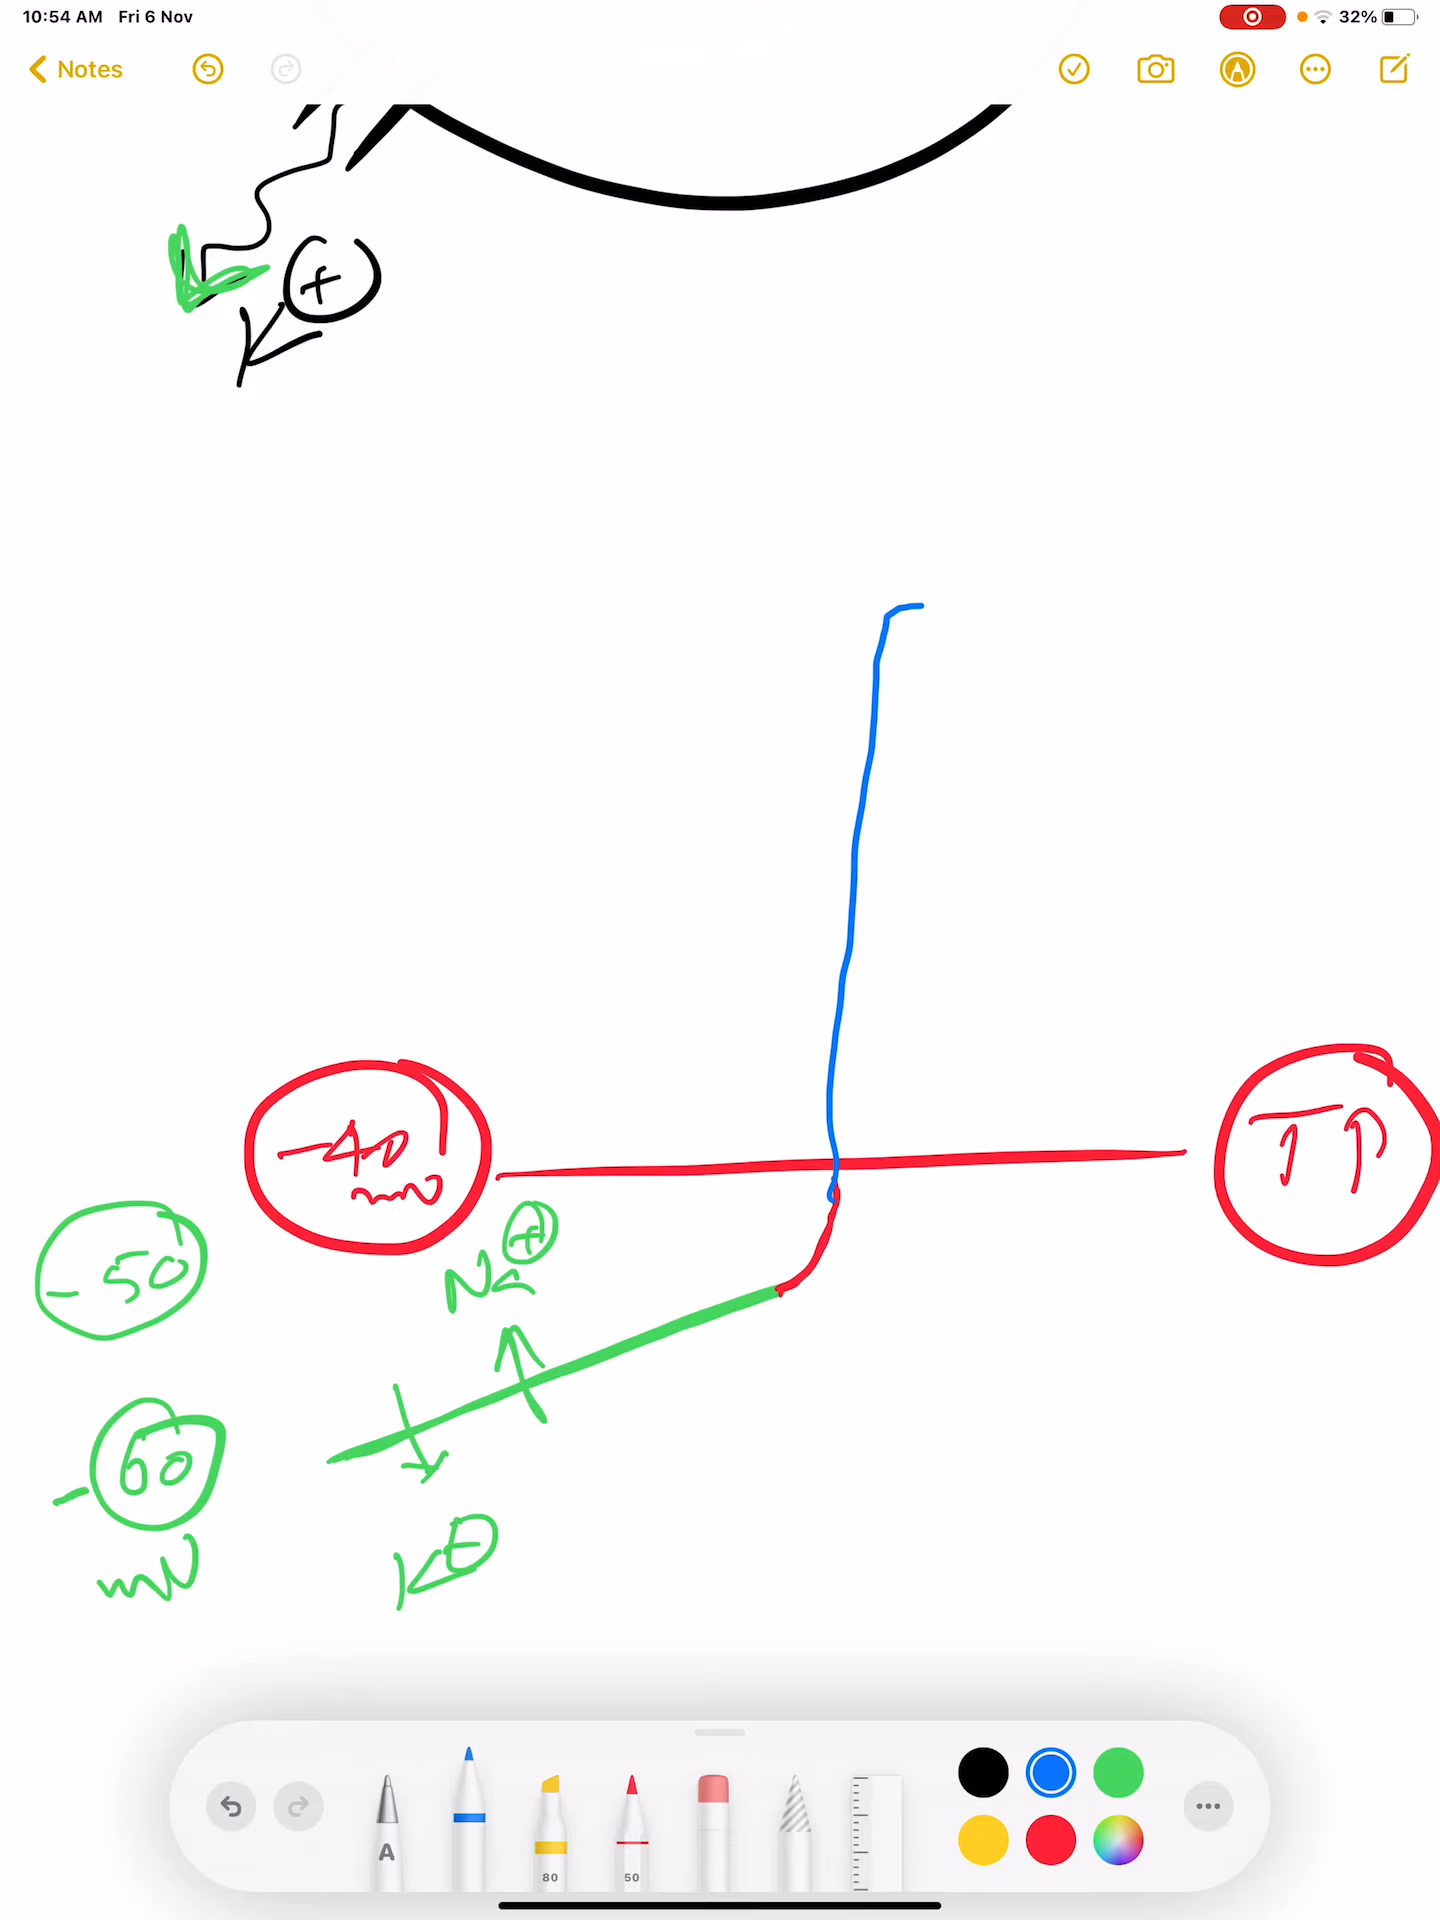 10:54 AM Fri 6 Nov
32%
Notes
K +
-40
mV
TP
-50
Na +
-60
mV
K +
A
80
50